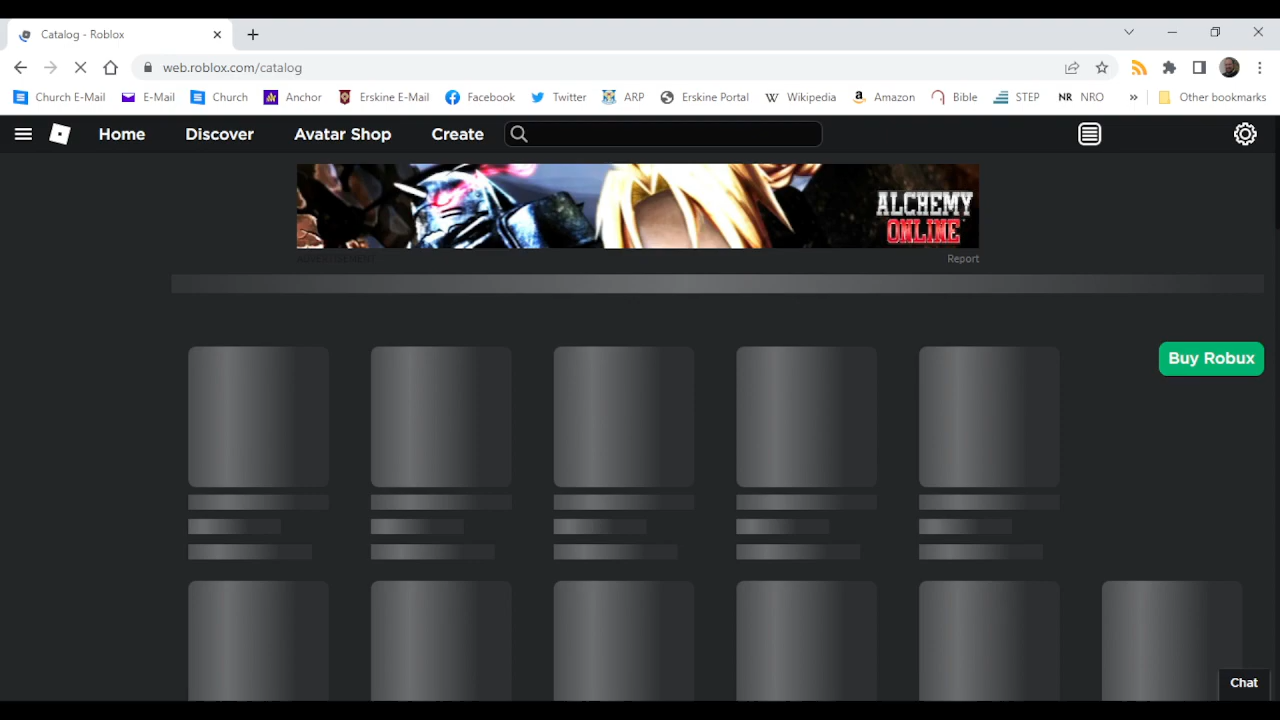 Catalog - Roblox
web.roblox.com/catalog
Church E-Mail E-Mail Church Anchor Erskine E-Mail Facebook Twitter ARP Erskine Portal Wikipedia Amazon Bible STEP NR NRO » Other bookmarks
Home Discover Avatar Shop Create
ALCHEMY
ONLINE
ADVERTISEMENT Report
Buy Robux
Chat